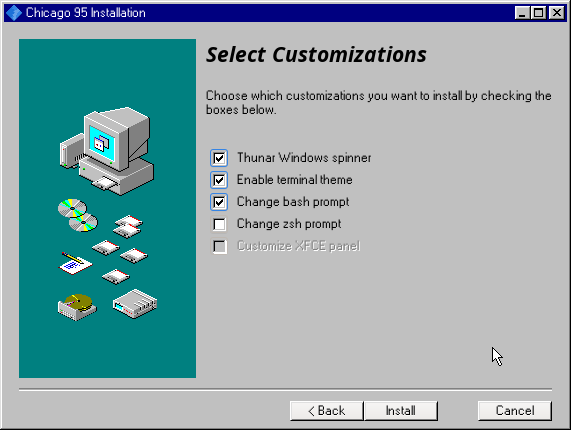 Chicago 95 Installation
Select Customizations
Choose which customizations you want to install by checking the
boxes below.
Thunar Windows spinner
Enable terminal theme
Change bash prompt
Change zsh prompt
Customize XFCE panel
< Back
Install
Cancel